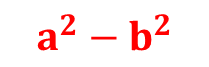 a² − b²